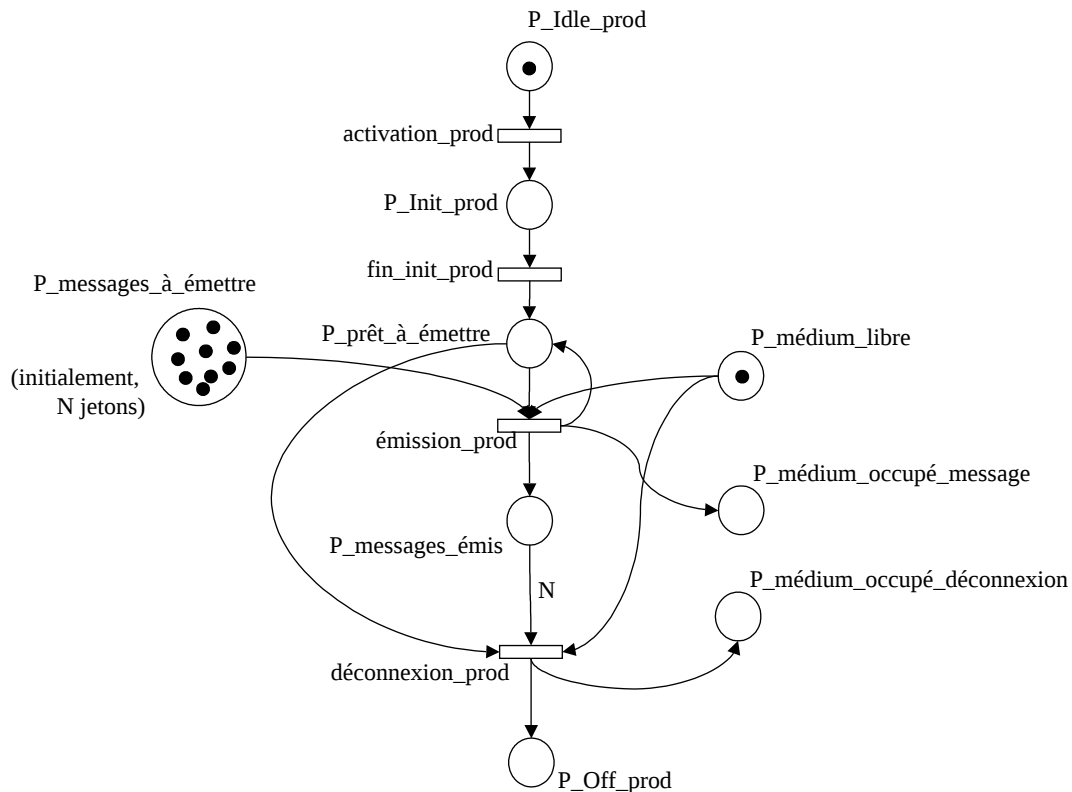 P_Idle_prod
activation_prod
P_Init_prod
fin_init_prod
P_messages_à_émettre
P_prêt_à_émettre
P_médium_libre
(initialement,
N jetons)
émission_prod
P_médium_occupé_message
P_messages_émis
P_médium_occupé_déconnexion
N
déconnexion_prod
P_Off_prod